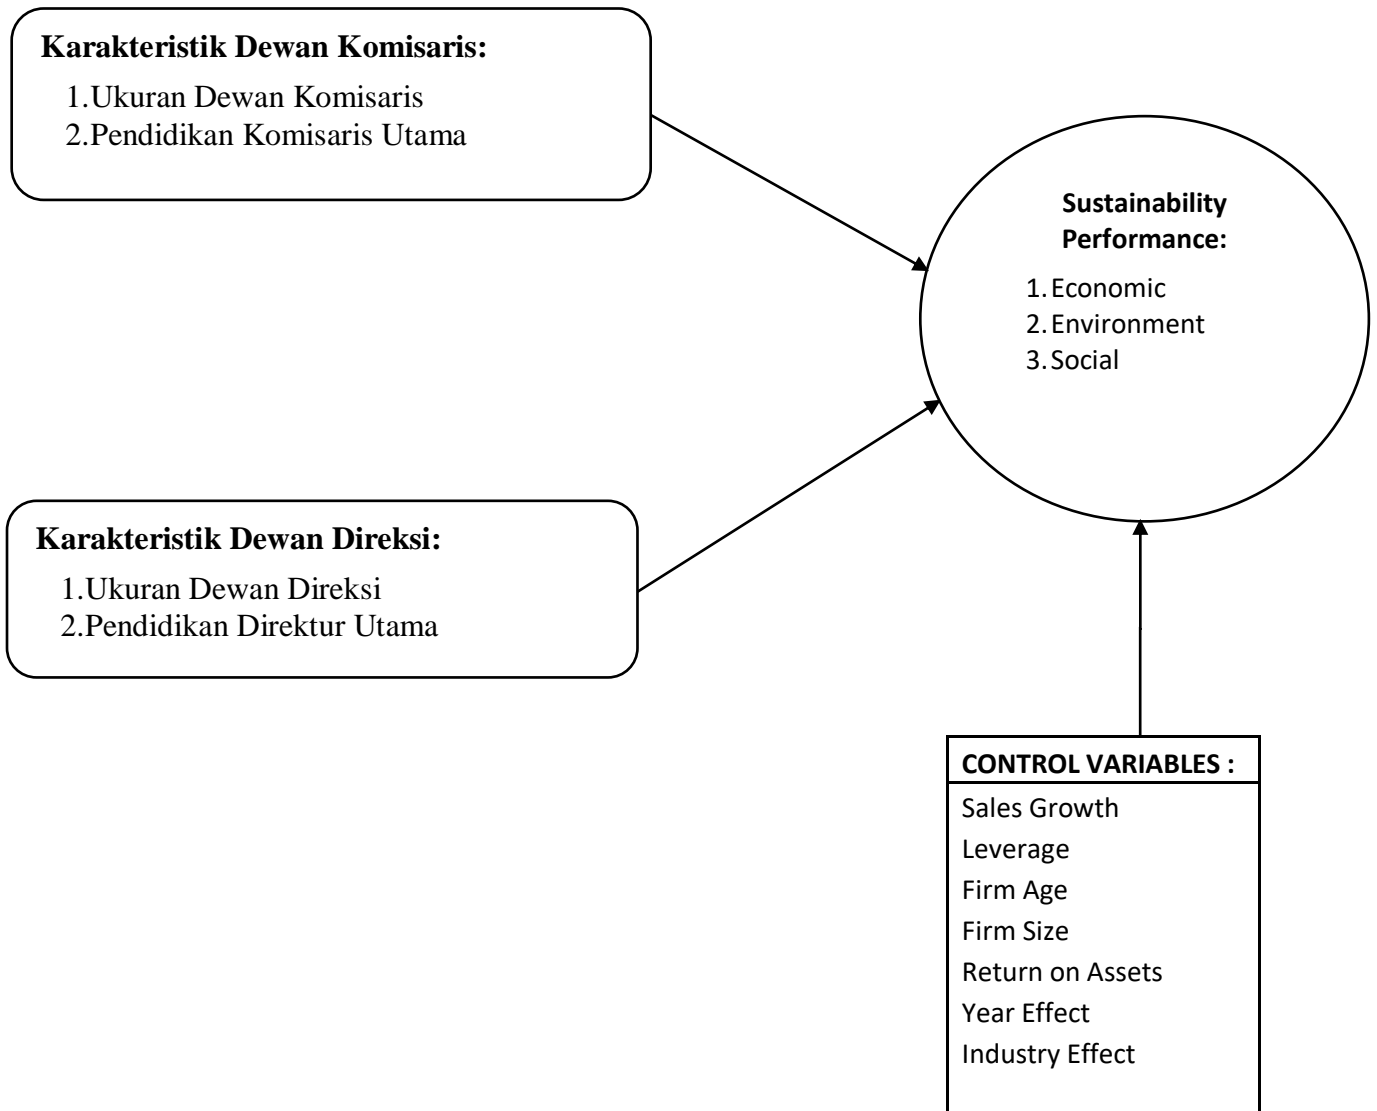 Karakteristik Dewan Komisaris:
1.Ukuran Dewan Komisaris
2.Pendidikan Komisaris Utama
Sustainability
Performance:
1.Economic
2.Environment
3.Social
Karakteristik Dewan Direksi:
1.Ukuran Dewan Direksi
2.Pendidikan Direktur Utama
CONTROL VARIABLES :
Sales Growth
Leverage
Firm Age
Firm Size
Return on Assets
Year Effect
Industry Effect